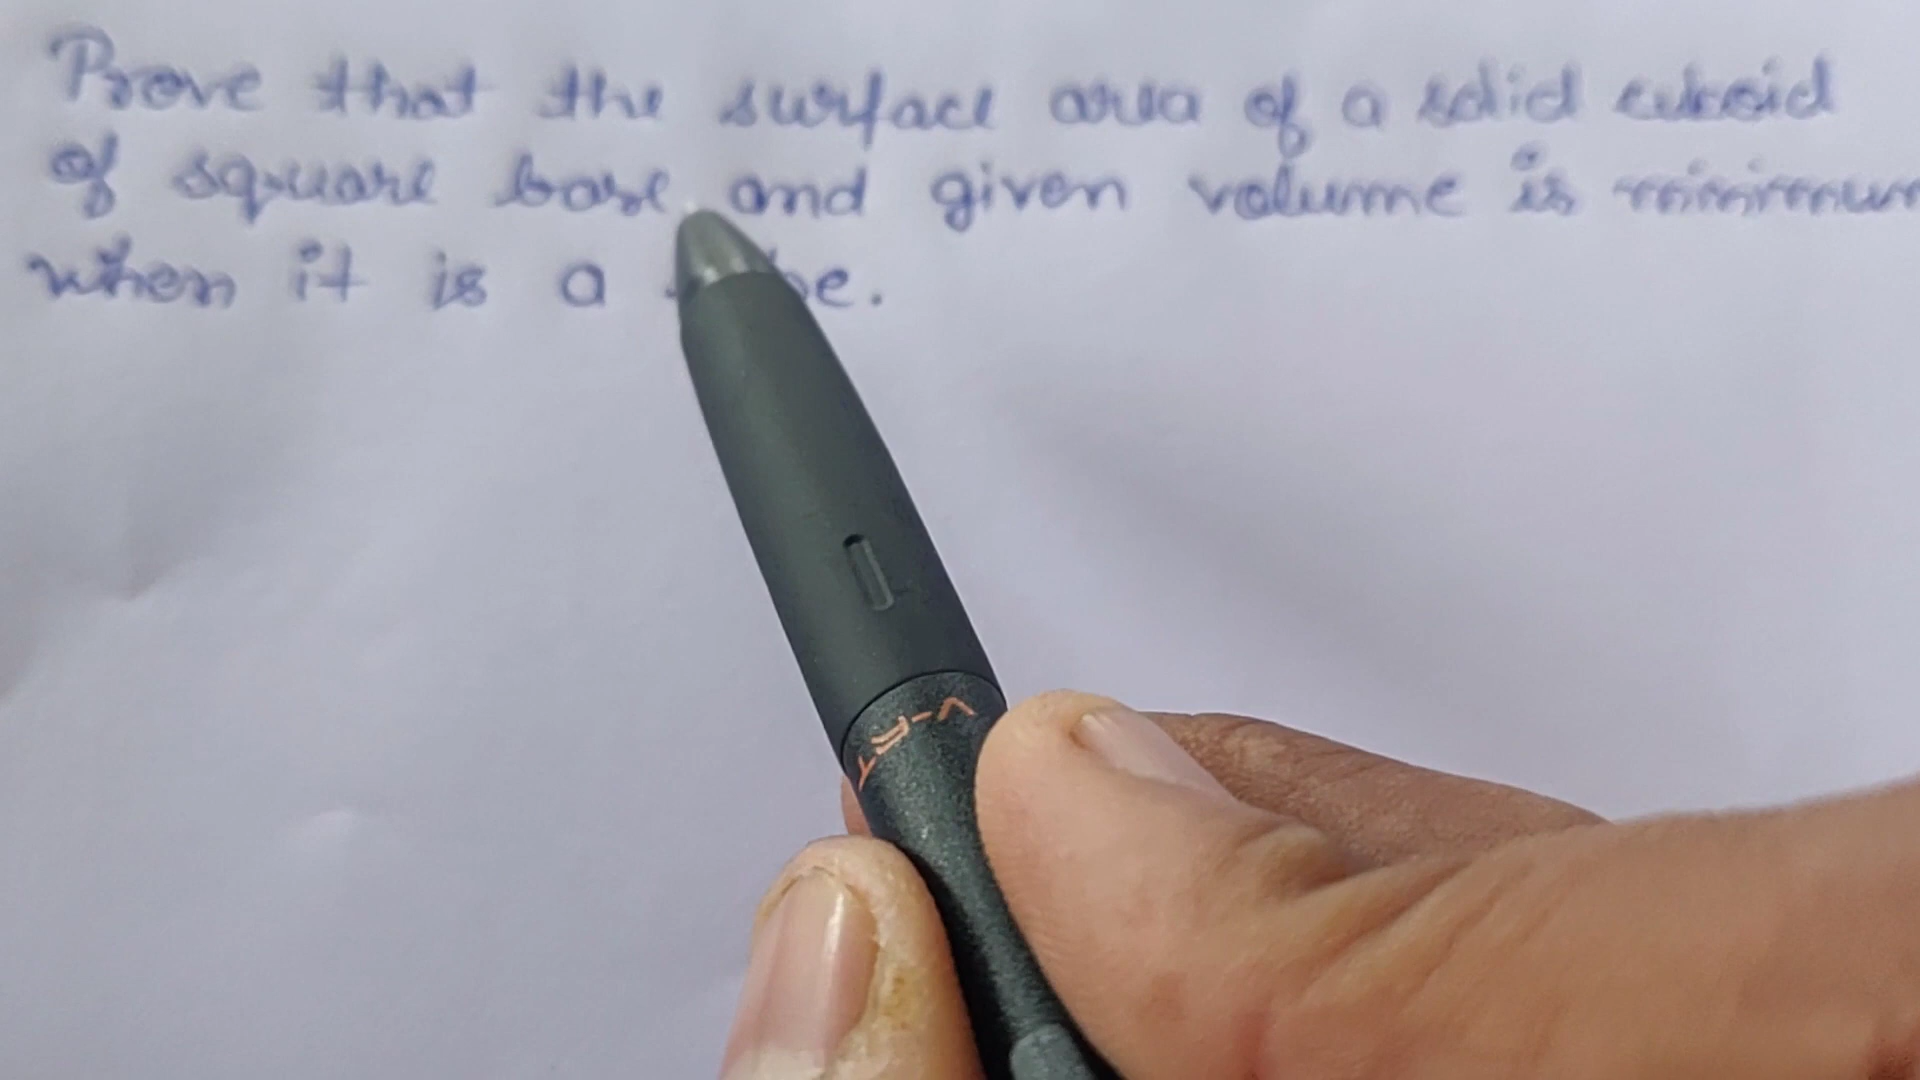 Prove that the surface area of a solid cuboid
of square base and given volume is minimum
when it is a be.
V-RT